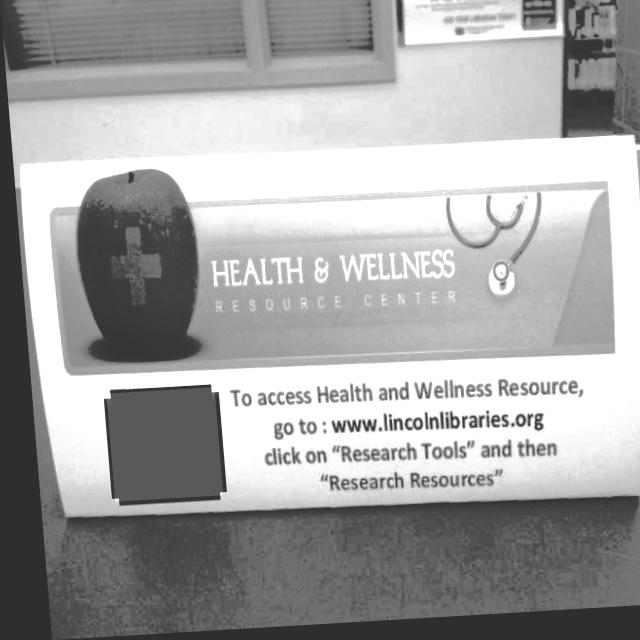 HEALTH & WELLNESS
RESOURCE CENTER
To access Health and Wellness Resource,
go to : www.lincolnlibraries.org
click on “Research Tools” and then
“Research Resources”